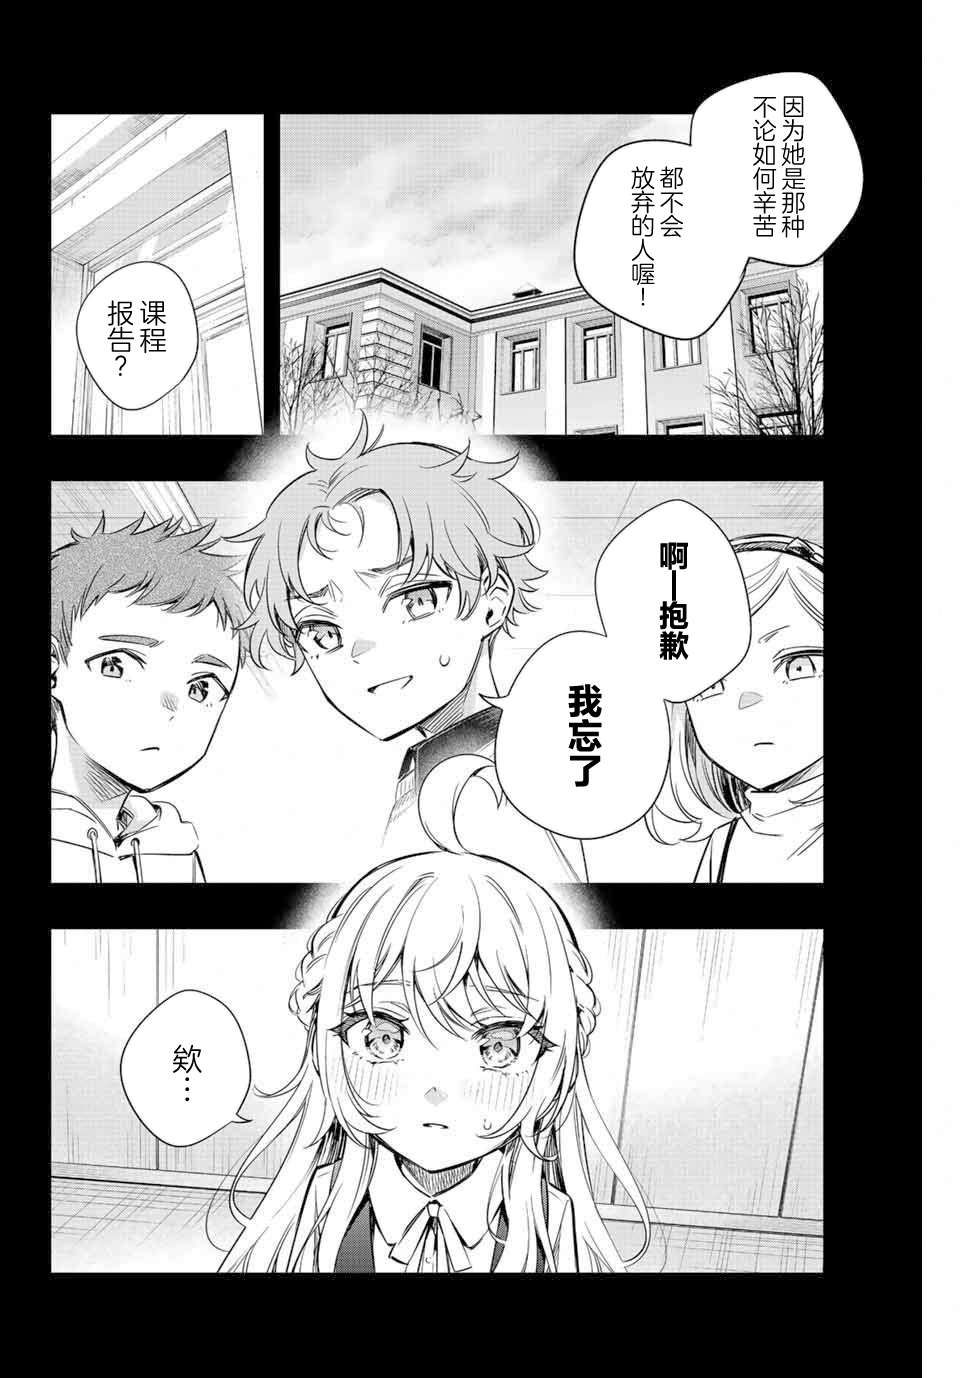 因为她是那种
不论如何辛苦
都不会
放弃的人喔！
课程
报告？
啊—抱歉
我忘了
欸…